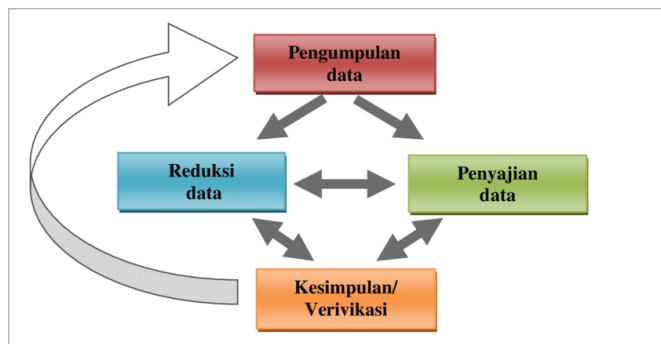 Pengumpulan
data
Reduksi
data
Penyajian
data
Kesimpulan/
Verivikasi